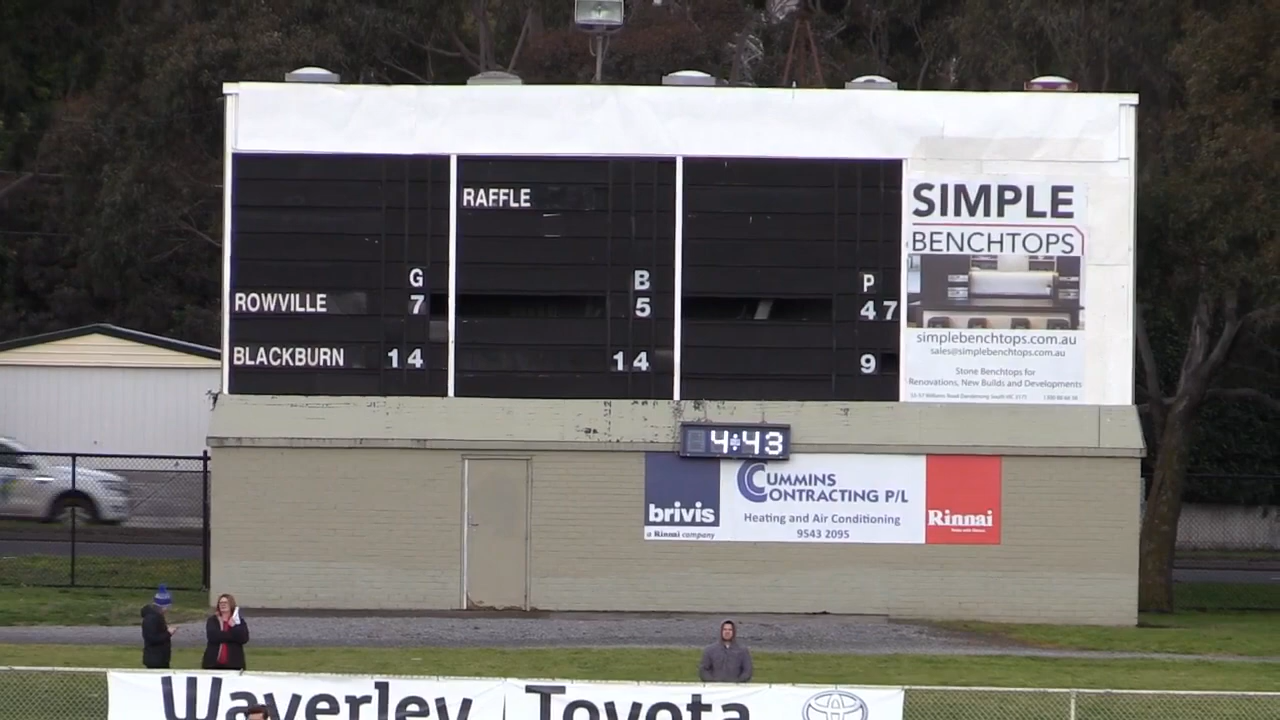 RAFFLE
G B P
ROWVILLE 7 5 47
BLACKBURN 14 14 9
SIMPLE
BENCHTOPS
simplebenchtops.com.au
sales@simplebenchtops.com.au
Stone Benchtops for
Renovations, New Builds and Developments
4:43
brivis
a Rinnai company
CUMMINS
CONTRACTING P/L
Heating and Air Conditioning
9543 2095
Rinnai
Waverley Toyota